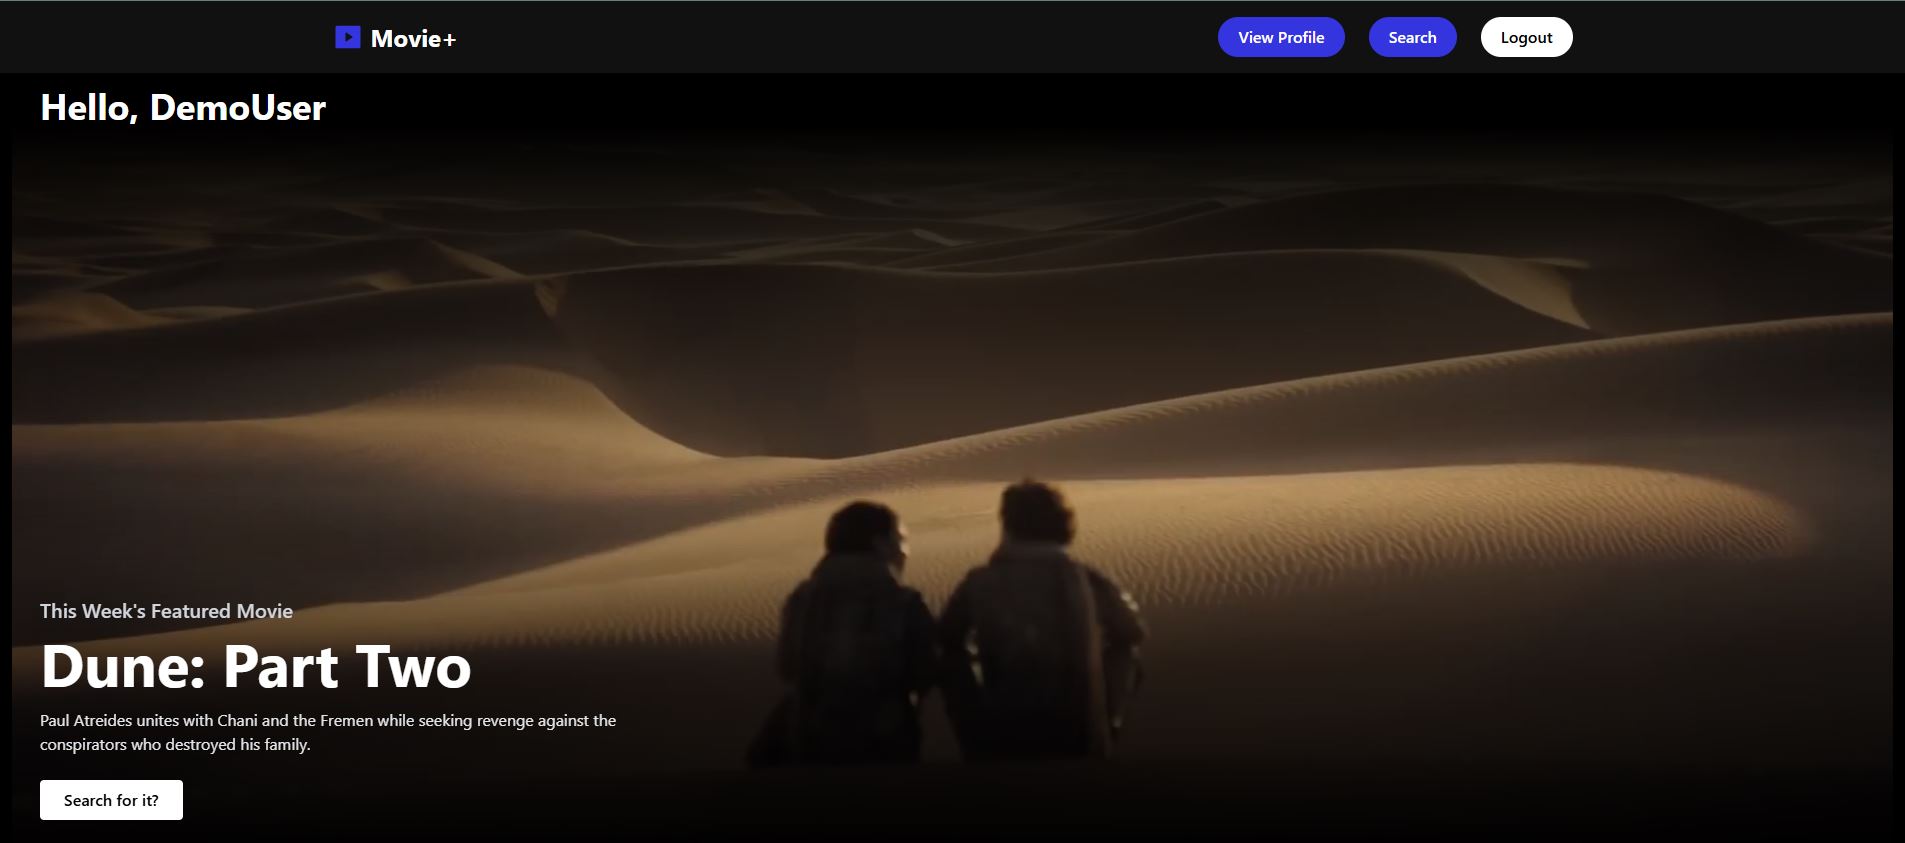 Movie+
View Profile
Search
Logout
Hello, DemoUser
This Week's Featured Movie
Dune: Part Two
Paul Atreides unites with Chani and the Fremen while seeking revenge against the
conspirators who destroyed his family.
Search for it?